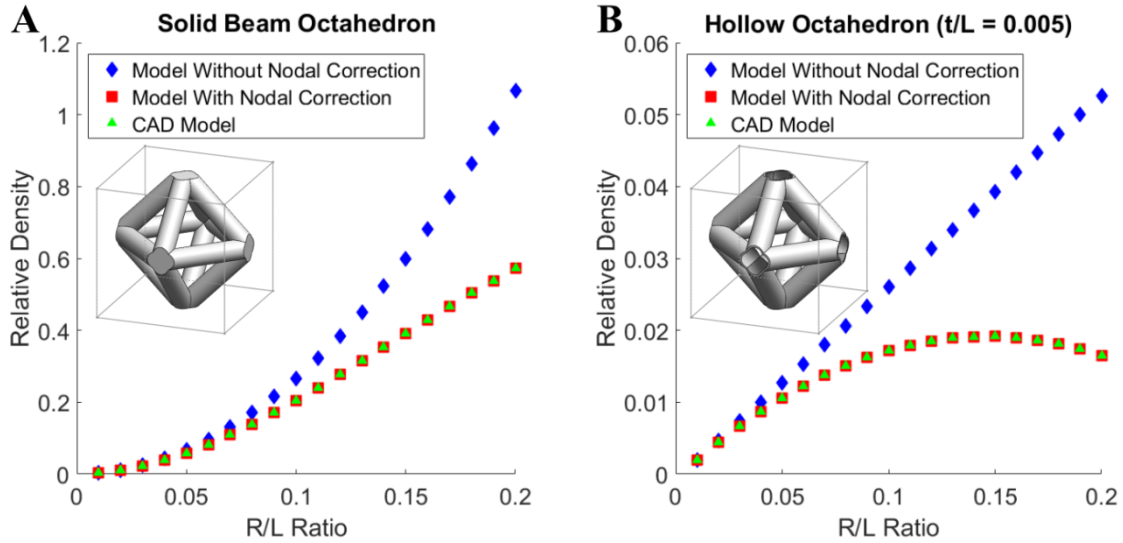 A
Solid Beam Octahedron
1.2
1
0.8
0.6
0.4
0.2
0
Relative Density
Model Without Nodal Correction
Model With Nodal Correction
CAD Model
0
0.05
0.1
0.15
0.2
R/L Ratio
B
Hollow Octahedron (t/L = 0.005)
0.06
0.05
0.04
0.03
0.02
0.01
0
Relative Density
Model Without Nodal Correction
Model With Nodal Correction
CAD Model
0
0.05
0.1
0.15
0.2
R/L Ratio